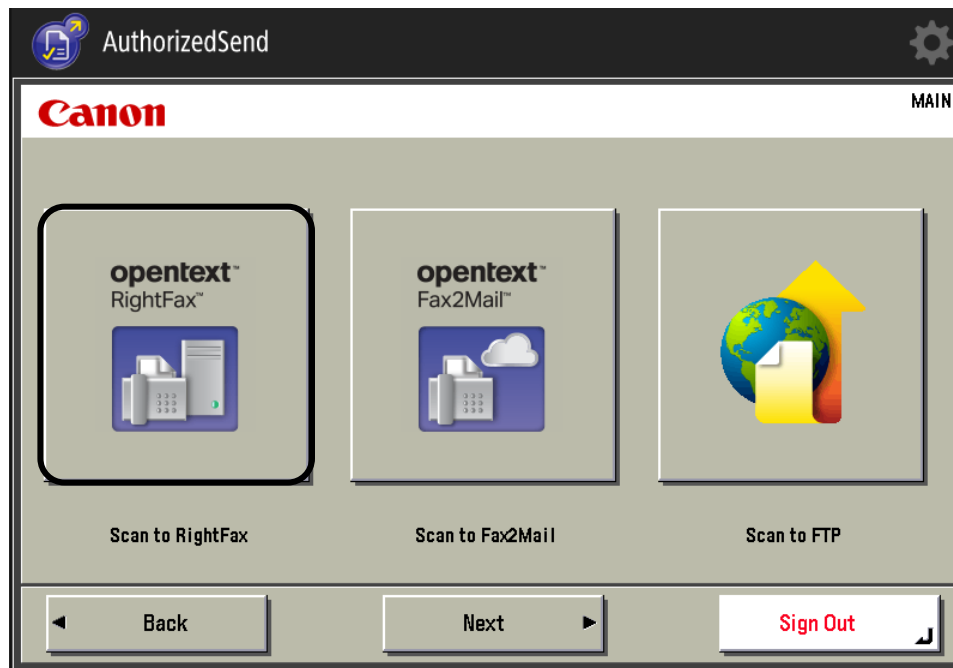 AuthorizedSend
Canon
MAIN
opentext™
RightFax™
opentext™
Fax2Mail™
Scan to RightFax
Scan to Fax2Mail
Scan to FTP
Back
Next
Sign Out